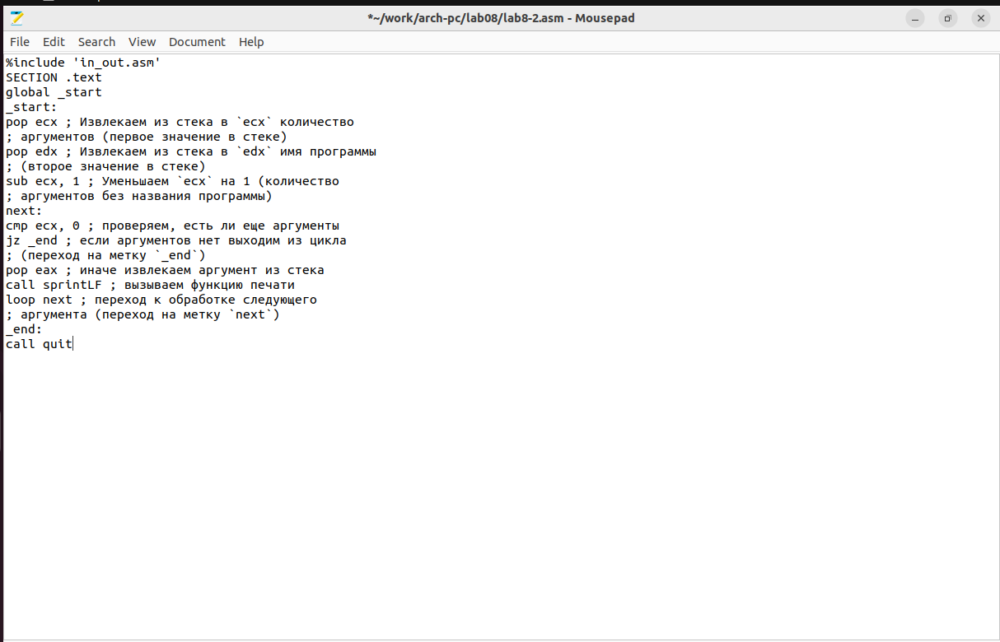 *~/work/arch-pc/lab08/lab8-2.asm - Mousepad
File Edit Search View Document Help
%include 'in_out.asm'
SECTION .text
global _start
_start:
pop ecx ; Извлекаем из стека в `ecx` количество
; аргументов (первое значение в стеке)
pop edx ; Извлекаем из стека в `edx` имя программы
; (второе значение в стеке)
sub ecx, 1 ; Уменьшаем `ecx` на 1 (количество
; аргументов без названия программы)
next:
cmp ecx, 0 ; проверяем, есть ли еще аргументы
jz _end ; если аргументов нет выходим из цикла
; (переход на метку `_end`)
pop eax ; иначе извлекаем аргумент из стека
call sprintLF ; вызываем функцию печати
loop next ; переход к обработке следующего
; аргумента (переход на метку `next`)
_end:
call quit